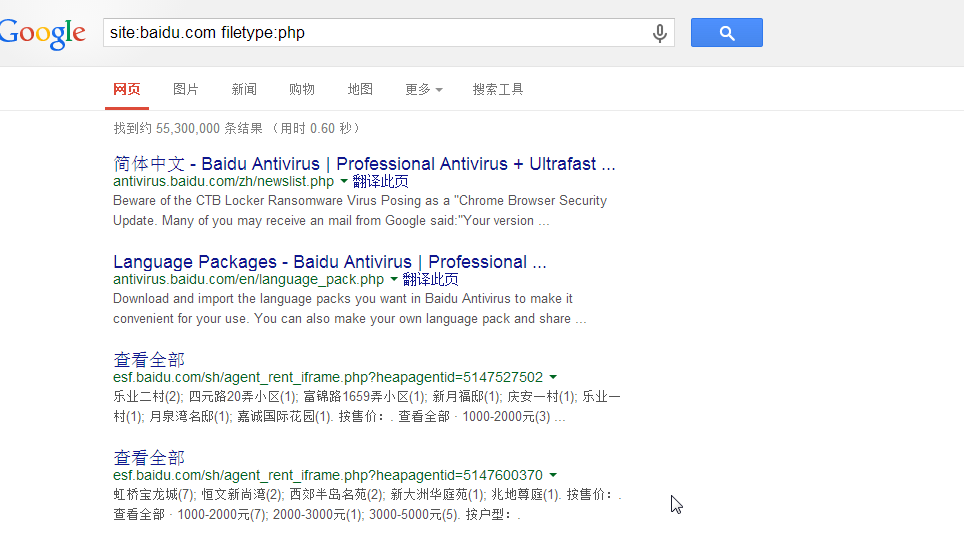 Google
site:baidu.com filetype:php
网页 图片 新闻 购物 地图 更多 搜索工具
找到约 55,300,000 条结果 （用时 0.60 秒）
简体中文 - Baidu Antivirus | Professional Antivirus + Ultrafast ...
antivirus.baidu.com/zh/newslist.php 翻译此页
Beware of the CTB Locker Ransomware Virus Posing as a "Chrome Browser Security
Update. Many of you may receive an mail from Google said:"Your version ...
Language Packages - Baidu Antivirus | Professional ...
antivirus.baidu.com/en/language_pack.php 翻译此页
Download and import the language packs you want in Baidu Antivirus to make it
convenient for your use. You can also make your own language pack and share ...
查看全部
esf.baidu.com/sh/agent_rent_iframe.php?heapagentid=5147527502
乐业二村(2); 四元路20弄小区(1); 富锦路1659弄小区(1); 新月福邸(1); 庆安一村(1); 乐业一
村(1); 月泉湾名邸(1); 嘉诚国际花园(1). 按售价：. 查看全部 · 1000-2000元(3) ...
查看全部
esf.baidu.com/sh/agent_rent_iframe.php?heapagentid=5147600370
虹桥宝龙城(7); 恒文新尚湾(2); 西郊半岛名苑(2); 新大洲华庭苑(1); 兆地尊庭(1). 按售价：.
查看全部 · 1000-2000元(7); 2000-3000元(1); 3000-5000元(5). 按户型：.